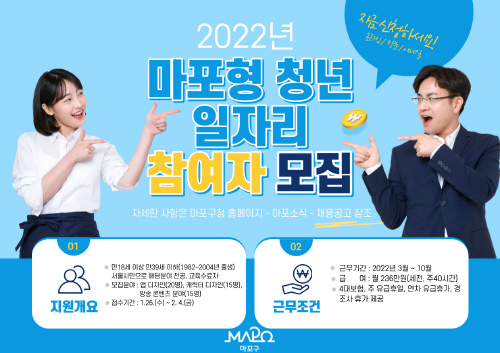 2022년
지금 신청하세요!
마포형 청년
일자리
참여자 모집
자세한 사항은 마포구청 홈페이지 - 마포소식 - 채용공고 참조
01
지원개요
만18세 이상 만39세 이하(1982~2004년 출생)
서울시민으로 해당분야 전공, 교육수료자
모집분야 : 앱 디자인(20명), 캐릭터 디자인(15명),
방송 콘텐츠 분야(15명)
접수기간 : 1.26.(수) ~ 2. 4.(금)
02
근무조건
근무기간 : 2022년 3월 ~ 10월
급 여 : 월 236만원(세전, 주40시간)
4대보험, 주 유급휴일, 연차 유급휴가, 경
조사 휴가 제공
MAPO
마포구